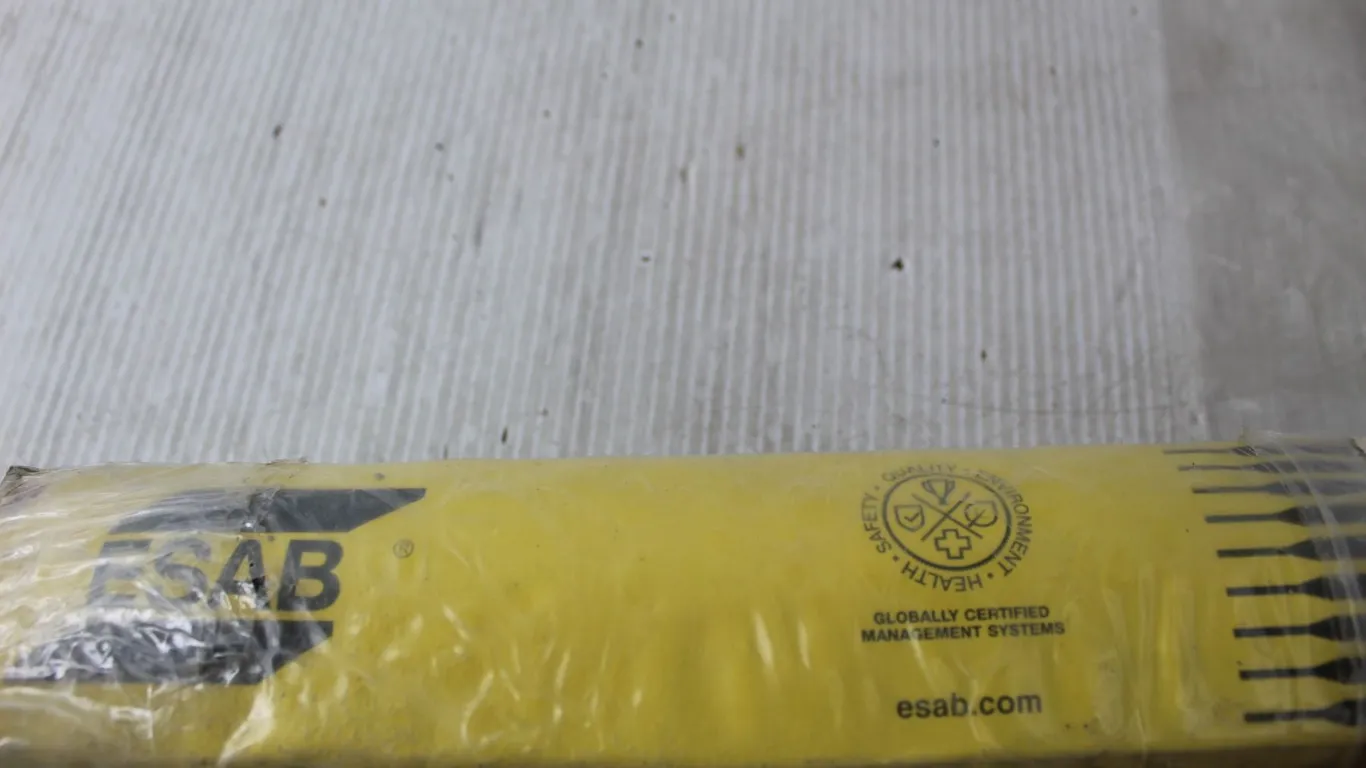 ESAB ®
QUALITY • ENVIRONMENT • HEALTH • SAFETY •
GLOBALLY CERTIFIED
MANAGEMENT SYSTEMS
esab.com